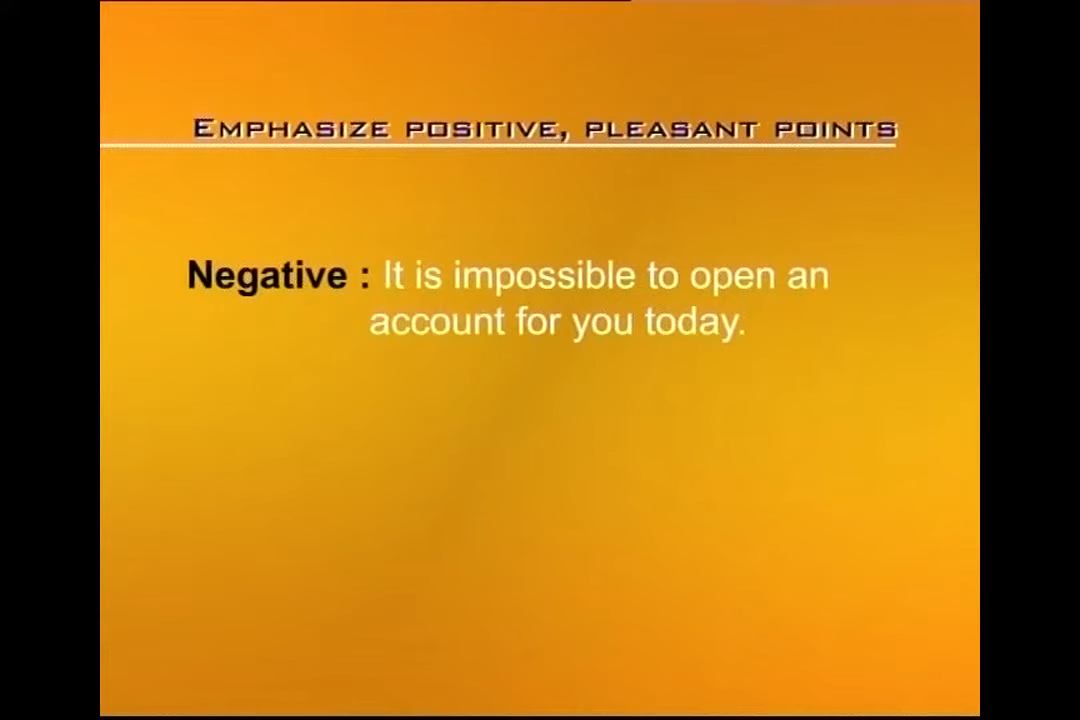 Emphasize positive, pleasant points
Negative : It is impossible to open an
account for you today.